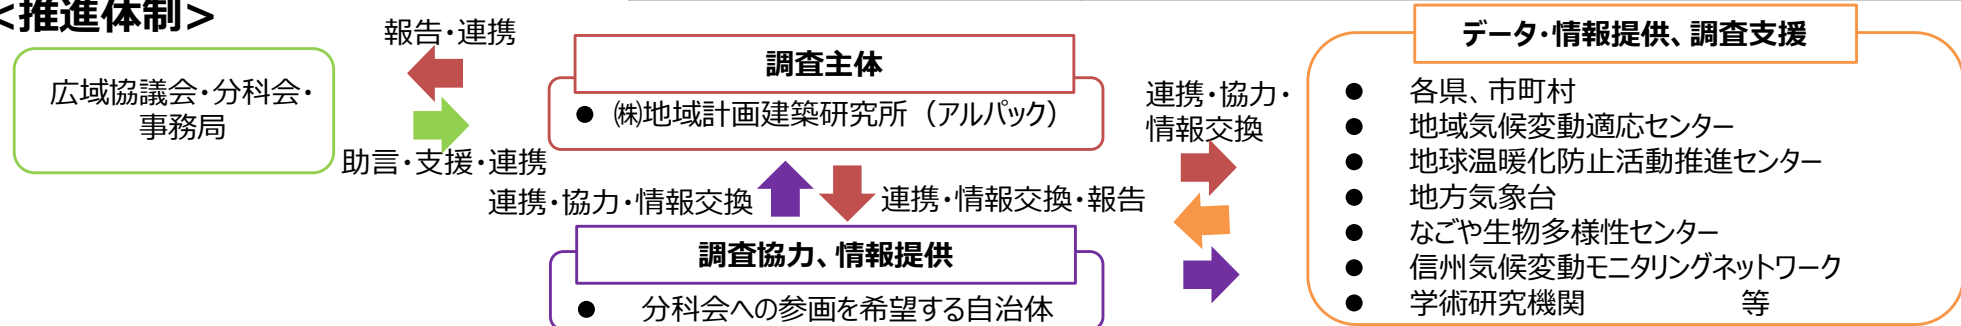 <推進体制>
報告・連携
広域協議会・分科会・
事務局
助言・支援・連携
調査主体
● ㈱地域計画建築研究所（アルパック）
連携・協力・情報交換
連携・情報交換・報告
調査協力、情報提供
● 分科会への参画を希望する自治体
連携・協力・
情報交換
データ・情報提供、調査支援
● 各県、市町村
● 地域気候変動適応センター
● 地球温暖化防止活動推進センター
● 地方気象台
● なごや生物多様性センター
● 信州気候変動モニタリングネットワーク
● 学術研究機関 等